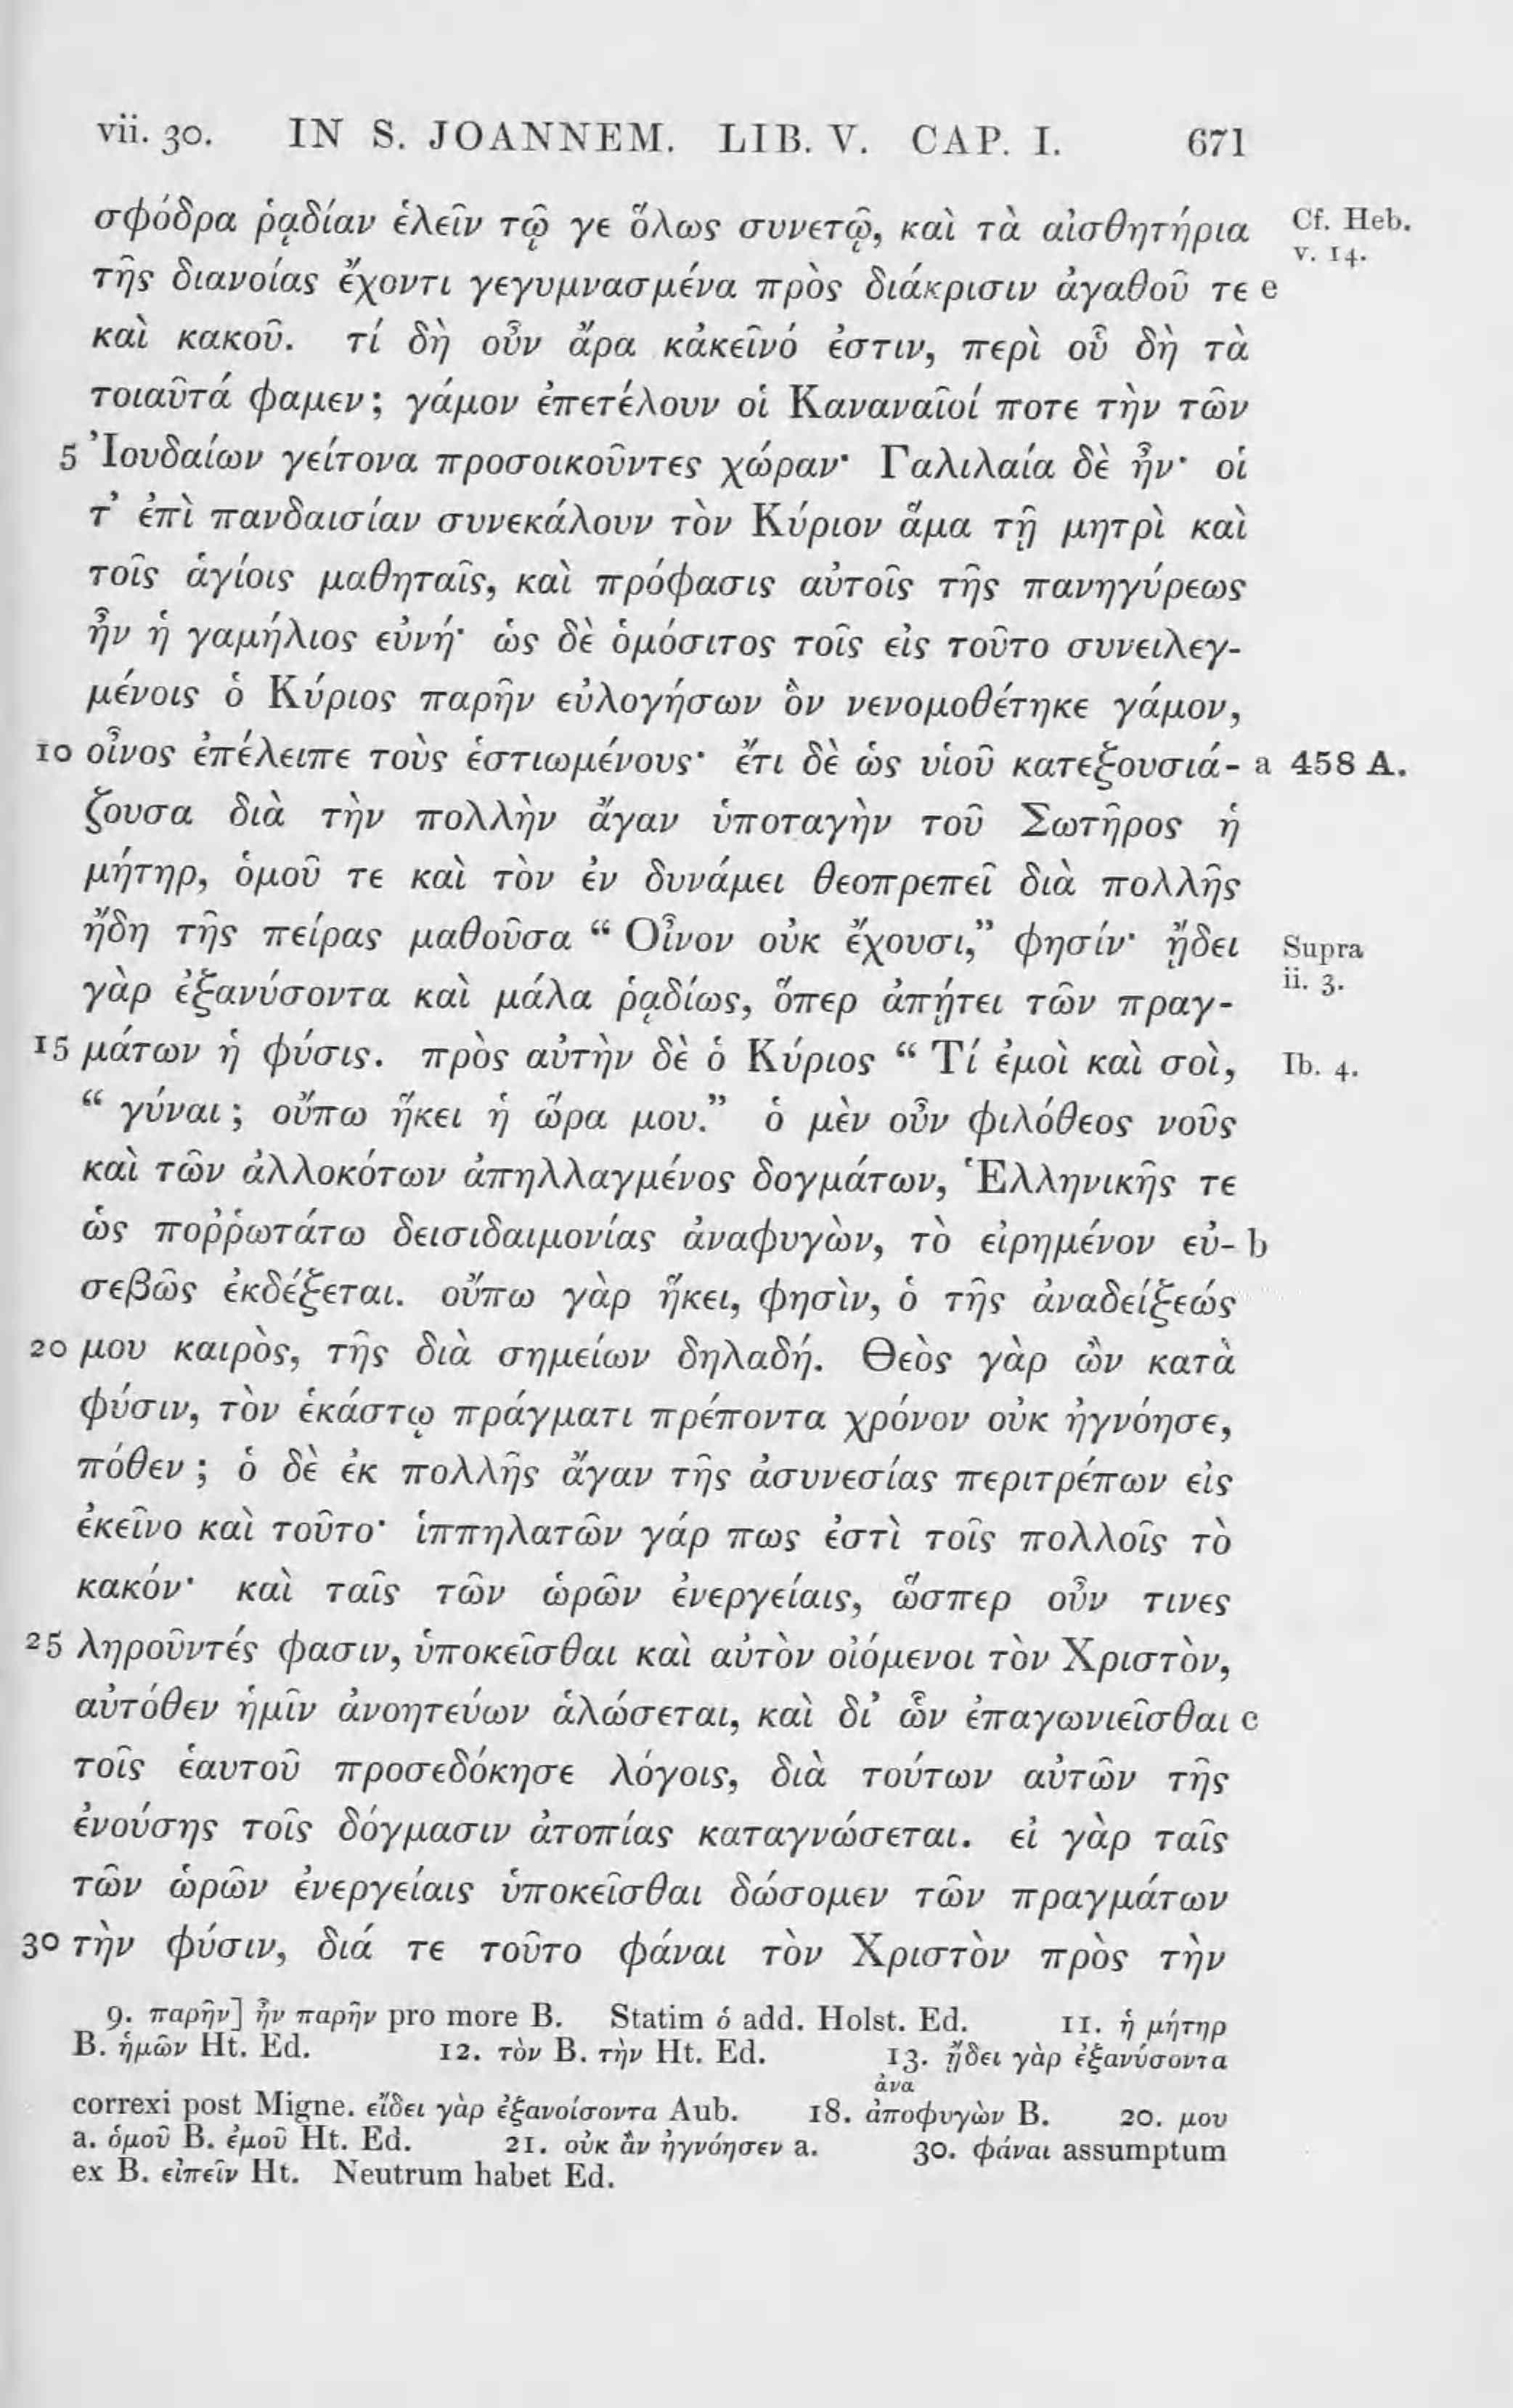 vii. 30. IN S. JOANNEM. LIB. V. CAP. I. 671
σφόδρα ῥᾳδίαν ἑλεῖν τῷ γε ὅλως συνετῷ, καὶ τὰ αἰσθητήρια Cf. Heb. v. 14.
τῆς διανοίας ἔχοντι γεγυμνασμένα πρὸς διάκρισιν ἀγαθοῦ τε e
καὶ κακοῦ. τί δὴ οὖν ἄρα κἀκεῖνό ἐστιν, περὶ οὗ δὴ τὰ
τοιαῦτά φαμεν; γάμον ἐπετέλουν οἱ Καναναῖοί ποτε τὴν τῶν
5 Ἰουδαίων γείτονα προσοικοῦντες χώραν· Γαλιλαία δὲ ἦν· οἱ
τ’ ἐπὶ πανδαισίαν συνεκάλουν τὸν Κύριον ἅμα τῇ μητρὶ καὶ
τοῖς ἁγίοις μαθηταῖς, καὶ πρόφασις αὐτοῖς τῆς πανηγύρεως
ἦν ἡ γαμήλιος εὐνή· ὡς δὲ ὁμόσιτος τοῖς εἰς τοῦτο συνειλεγ-
μένοις ὁ Κύριος παρῆν εὐλογήσων ὃν νενομοθέτηκε γάμον,
10 οἶνος ἐπέλειπε τοὺς ἑστιωμένους· ἔτι δὲ ὡς υἱοῦ κατεξουσιά- a 458 A.
ζουσα διὰ τὴν πολλὴν ἄγαν ὑποταγὴν τοῦ Σωτῆρος ἡ
μήτηρ, ὁμοῦ τε καὶ τὸν ἐν δυνάμει θεοπρεπεῖ διὰ πολλῆς
ἤδη τῆς πείρας μαθοῦσα “ Οἶνον οὐκ ἔχουσι,” φησίν· ᾔδει Supra ii. 3.
γὰρ ἐξανύσοντα καὶ μάλα ῥᾳδίως, ὅπερ ἀπῄτει τῶν πραγ-
15 μάτων ἡ φύσις. πρὸς αὐτὴν δὲ ὁ Κύριος “ Τί ἐμοὶ καὶ σοὶ, Ib. 4.
“ γύναι; οὔπω ἥκει ἡ ὥρα μου.” ὁ μὲν οὖν φιλόθεος νοῦς
καὶ τῶν ἀλλοκότων ἀπηλλαγμένος δογμάτων, Ἑλληνικῆς τε
ὡς ποῤῥωτάτω δεισιδαιμονίας ἀναφυγὼν, τὸ εἰρημένον εὐ- b
σεβῶς ἐκδέξεται. οὔπω γὰρ ἥκει, φησὶν, ὁ τῆς ἀναδείξεώς
20 μου καιρὸς, τῆς διὰ σημείων δηλαδή. Θεὸς γὰρ ὢν κατὰ
φύσιν, τὸν ἑκάστῳ πράγματι πρέποντα χρόνον οὐκ ἠγνόησε,
πόθεν; ὁ δὲ ἐκ πολλῆς ἄγαν τῆς ἀσυνεσίας περιτρέπων εἰς
ἐκεῖνο καὶ τοῦτο· ἱππηλατῶν γάρ πως ἐστὶ τοῖς πολλοῖς τὸ
κακόν· καὶ ταῖς τῶν ὡρῶν ἐνεργείαις, ὥσπερ οὖν τινες
25 ληροῦντές φασιν, ὑποκεῖσθαι καὶ αὐτὸν οἰόμενοι τὸν Χριστὸν,
αὐτόθεν ἡμῖν ἀνοητεύων ἁλώσεται, καὶ δι’ ὧν ἐπαγωνιεῖσθαι c
τοῖς ἑαυτοῦ προσεδόκησε λόγοις, διὰ τούτων αὐτῶν τῆς
ἐνούσης τοῖς δόγμασιν ἀτοπίας καταγνώσεται. εἰ γὰρ ταῖς
τῶν ὡρῶν ἐνεργείαις ὑποκεῖσθαι δώσομεν τῶν πραγμάτων
30 τὴν φύσιν, διά τε τοῦτο φάναι τὸν Χριστὸν πρὸς τὴν
9. παρῆν] ἦν παρῆν pro more B. Statim ὁ add. Holst. Ed. 11. ἡ μήτηρ
B. ἡμῶν Ht. Ed. 12. τὸν B. τὴν Ht. Ed. 13. ᾔδει γὰρ ἐξανύσοντα
ἀνα
correxi post Migne. εἴδει γὰρ ἐξανοίσοντα Aub. 18. ἀποφυγὼν B. 20. μου
a. ὁμοῦ B. ἐμοῦ Ht. Ed. 21. οὐκ ἂν ἠγνόησεν a. 30. φάναι assumptum
ex B. εἰπεῖν Ht. Neutrum habet Ed.